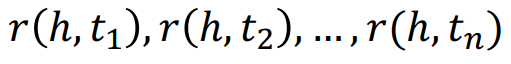 r(h, t₁), r(h, t₂), … , r(h, tₙ)